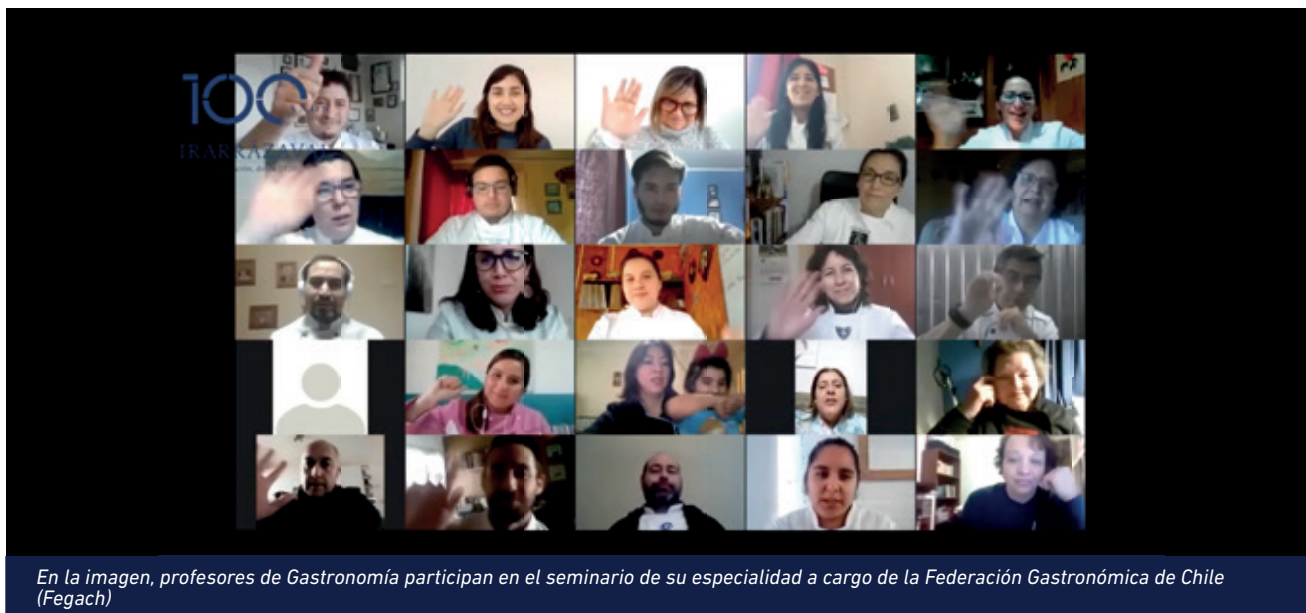 100
IRARRÁZAVAL
En la imagen, profesores de Gastronomía participan en el seminario de su especialidad a cargo de la Federación Gastronómica de Chile
(Fegach)